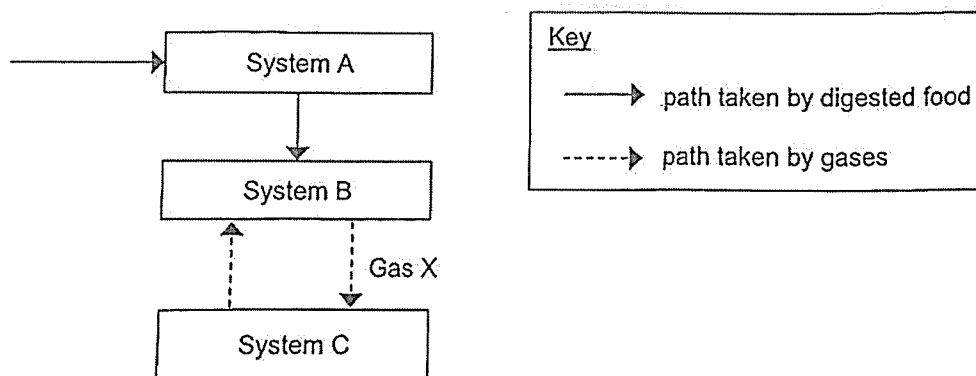 System A
System B
Gas X
System C
Key
path taken by digested food
path taken by gases